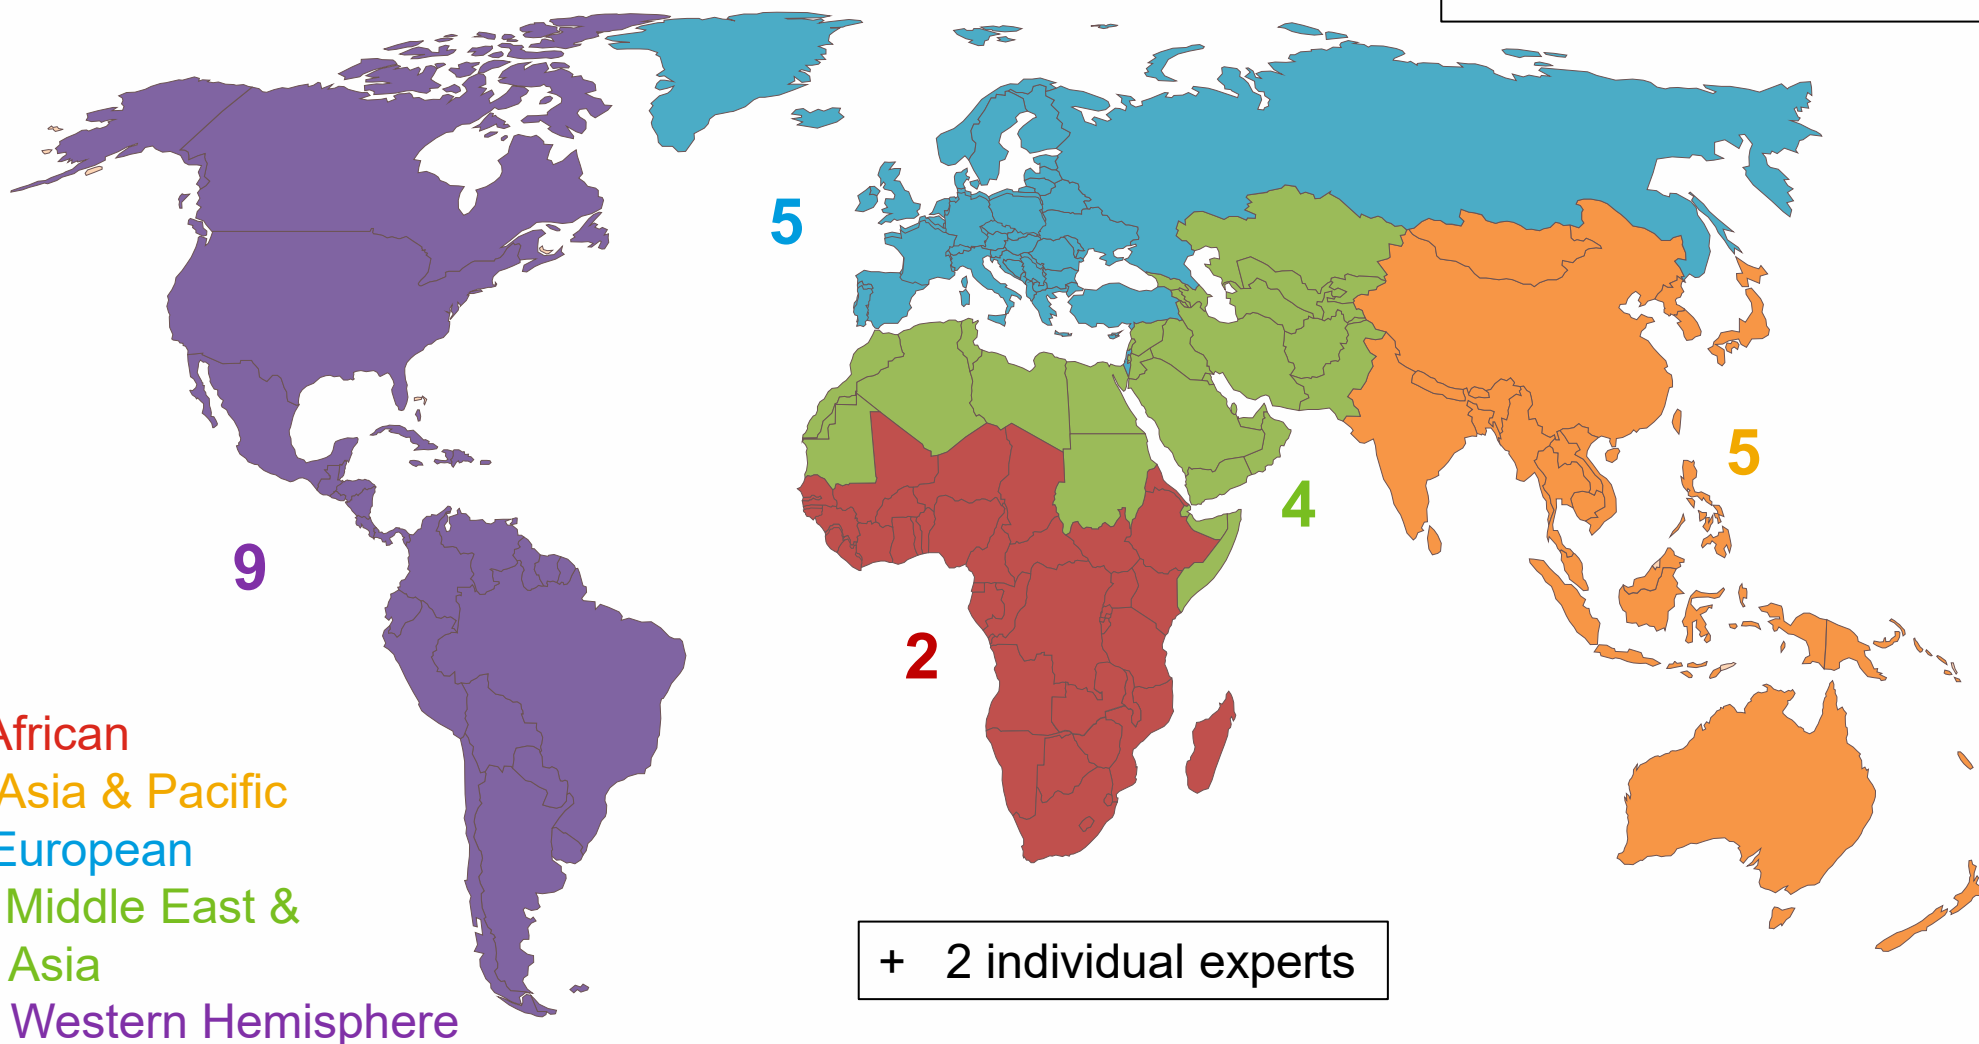 5
5
4
9
2
African
Asia & Pacific
European
Middle East &
Asia
Western Hemisphere
+ 2 individual experts